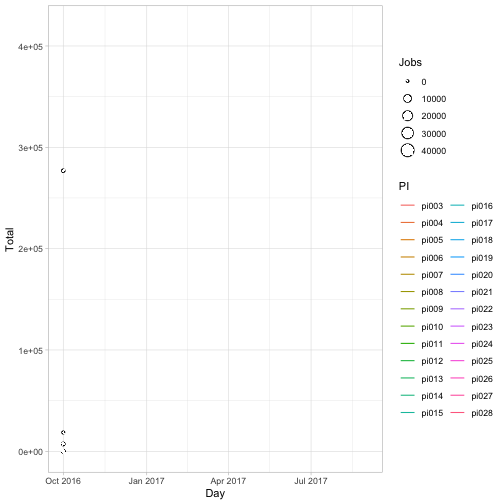 4e+05
3e+05
2e+05
1e+05
0e+00
Total
Oct 2016 Jan 2017 Apr 2017 Jul 2017
Day
Jobs
0
10000
20000
30000
40000
PI
pi003 pi016
pi004 pi017
pi005 pi018
pi006 pi019
pi007 pi020
pi008 pi021
pi009 pi022
pi010 pi023
pi011 pi024
pi012 pi025
pi013 pi026
pi014 pi027
pi015 pi028